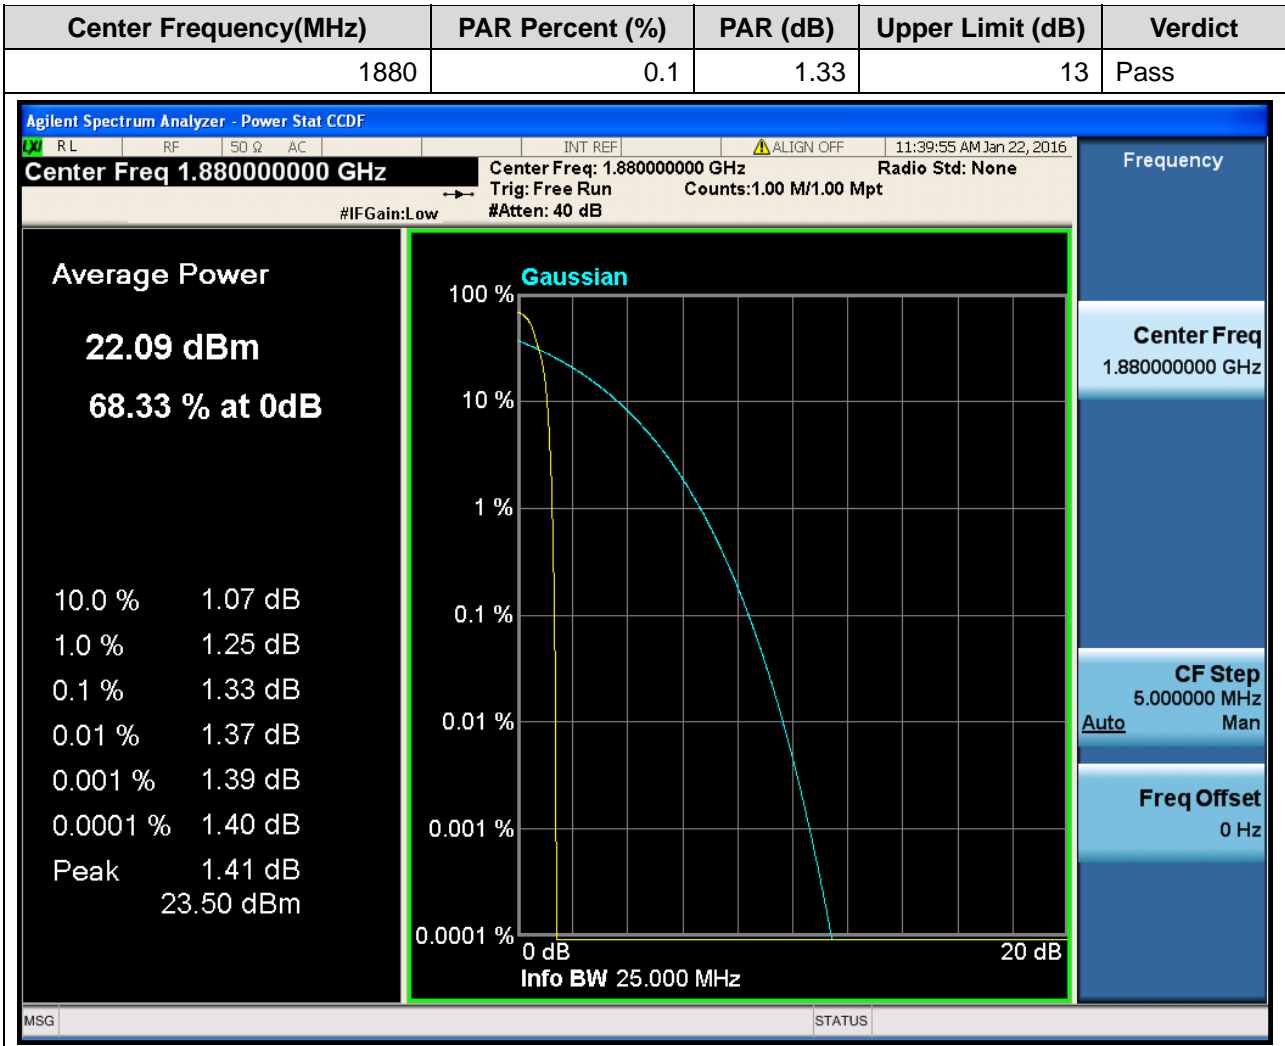 Center Frequency(MHz) PAR Percent (%) PAR (dB) Upper Limit (dB) Verdict
1880 0.1 1.33 13 Pass
Agilent Spectrum Analyzer - Power Stat CCDF
LXI RL RF 50 Ω AC INT REF ALIGN OFF 11:39:55 AM Jan 22, 2016
Center Freq 1.880000000 GHz
Center Freq: 1.880000000 GHz Radio Std: None
Trig: Free Run Counts:1.00 M/1.00 Mpt
#IFGain:Low #Atten: 40 dB
Average Power
22.09 dBm
68.33 % at 0dB
10.0 % 1.07 dB
1.0 % 1.25 dB
0.1 % 1.33 dB
0.01 % 1.37 dB
0.001 % 1.39 dB
0.0001 % 1.40 dB
Peak 1.41 dB
23.50 dBm
Gaussian
100 %
10 %
1 %
0.1 %
0.01 %
0.001 %
0.0001 %
0 dB 20 dB
Info BW 25.000 MHz
Frequency
Center Freq
1.880000000 GHz
CF Step
5.000000 MHz
Auto Man
Freq Offset
0 Hz
MSG STATUS